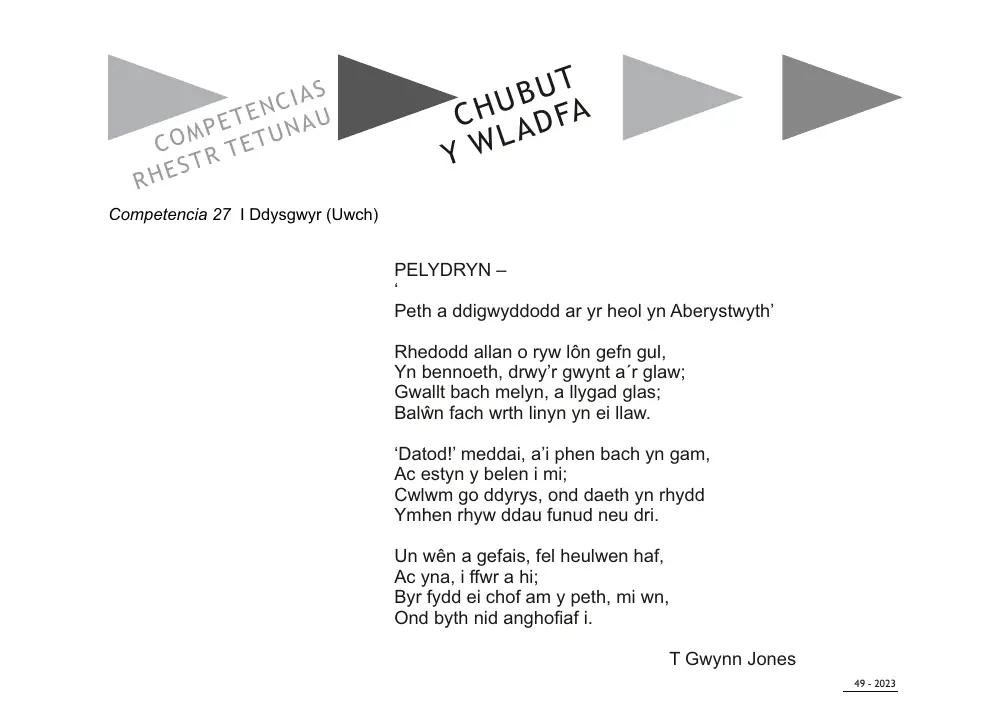 COMPETENCIAS
RHESTR TETUNAU
CHUBUT
Y WLADFA
Competencia 27 I Ddysgwyr (Uwch)
PELYDRYN –
‘
Peth a ddigwyddodd ar yr heol yn Aberystwyth’
Rhedodd allan o ryw lôn gefn gul,
Yn bennoeth, drwy’r gwynt a´r glaw;
Gwallt bach melyn, a llygad glas;
Balŵn fach wrth linyn yn ei llaw.
‘Datod!’ meddai, a’i phen bach yn gam,
Ac estyn y belen i mi;
Cwlwm go ddyrys, ond daeth yn rhydd
Ymhen rhyw ddau funud neu dri.
Un wên a gefais, fel heulwen haf,
Ac yna, i ffwr a hi;
Byr fydd ei chof am y peth, mi wn,
Ond byth nid anghofiaf i.
T Gwynn Jones
49 - 2023